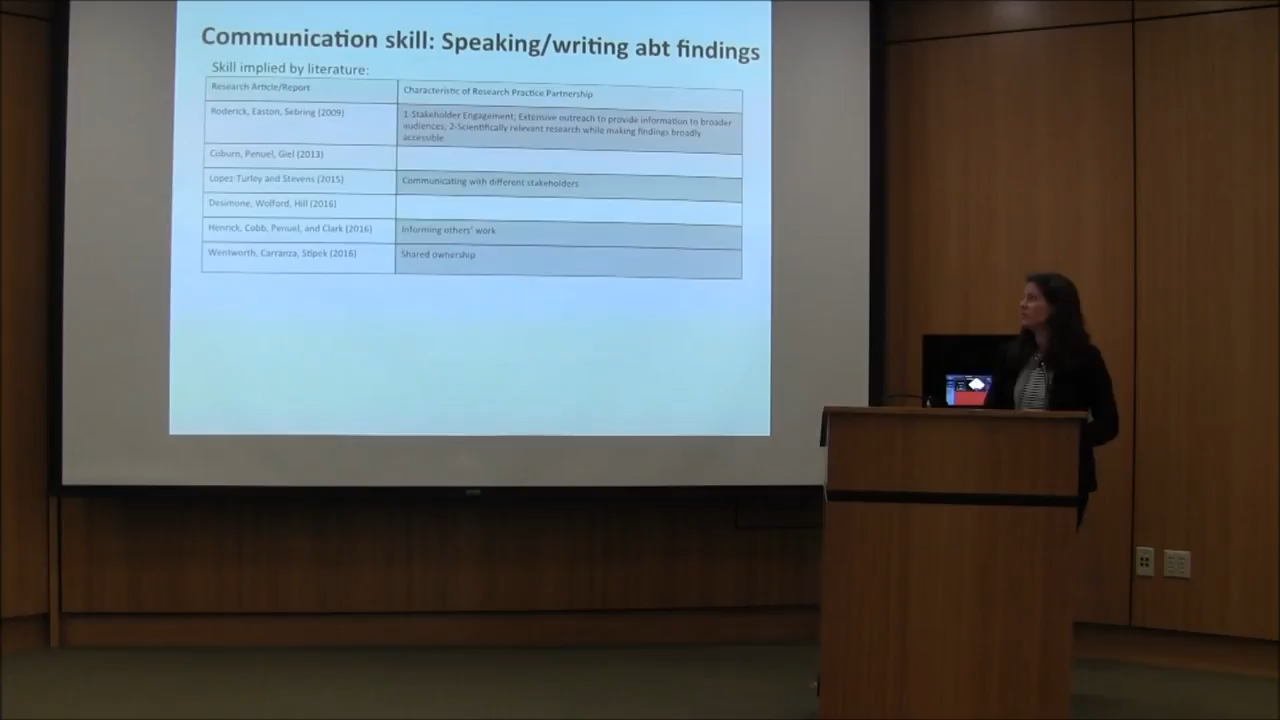 Communication skill: Speaking/writing abt findings
Skill implied by literature:
Research Article/Report
Characteristic of Research Practice Partnership
Roderick, Easton, Sebring (2009)
1-Stakeholder Engagement; Extensive outreach to provide information to broader
audiences; 2-Scientifically relevant research while making findings broadly
accessible
Coburn, Penuel, Giel (2013)
Lopez-Turley and Stevens (2015)
Communicating with different stakeholders
Desimone, Wolford, Hill (2016)
Henrick, Cobb, Penuel, and Clark (2016)
Informing others' work
Wentworth, Carranza, Stipek (2016)
Shared ownership